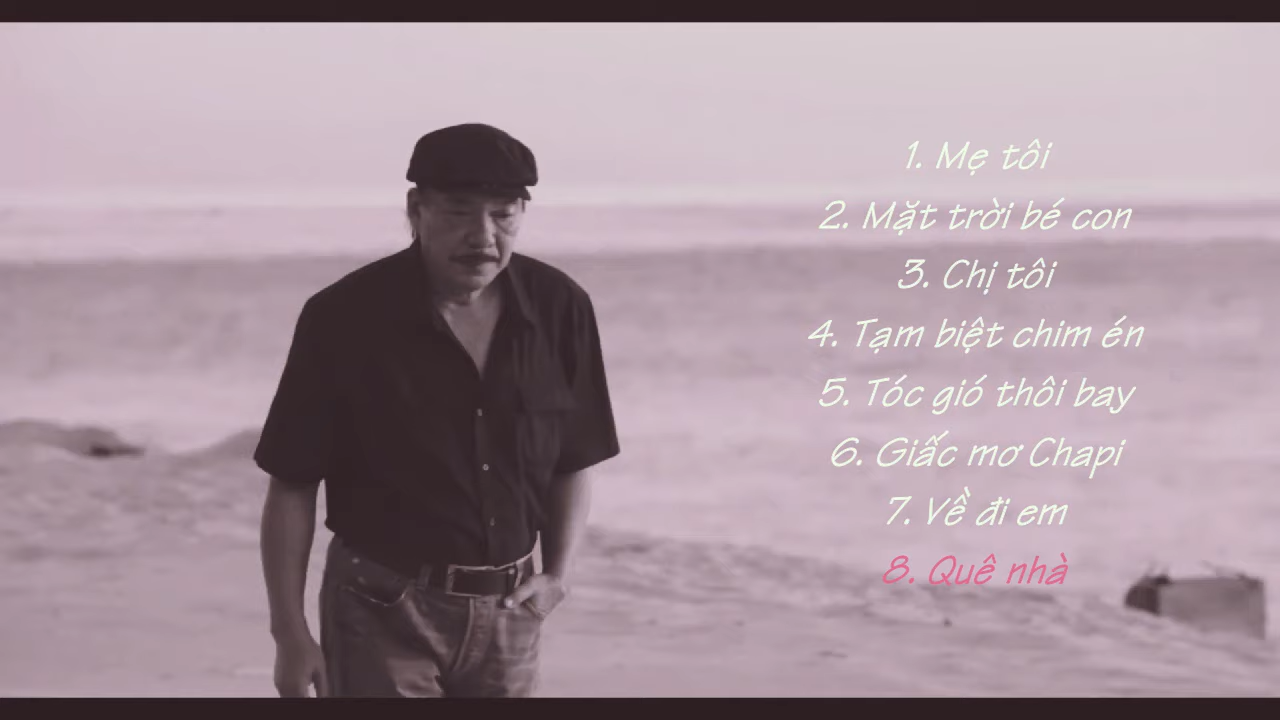 1. Mẹ tôi
2. Mặt trời bé con
3. Chị tôi
4. Tạm biệt chim én
5. Tóc gió thôi bay
6. Giấc mơ Chapi
7. Về đi em
8. Quê nhà